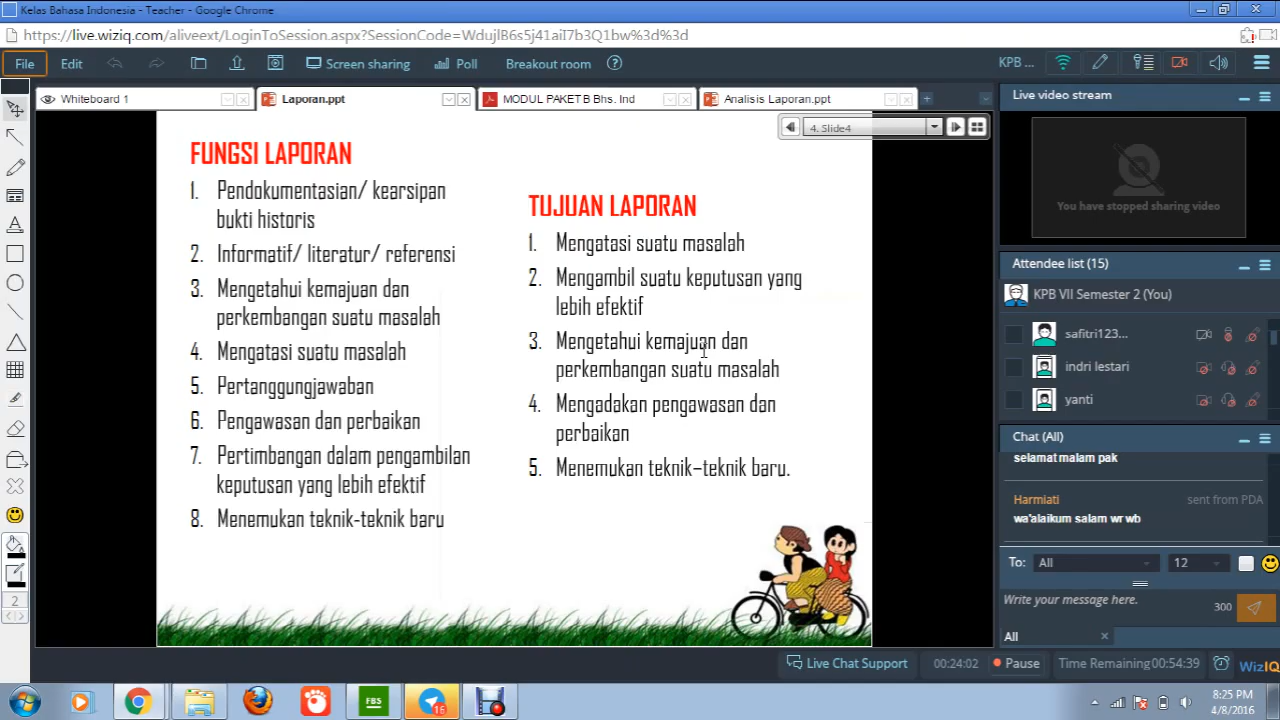 Kelas Bahasa Indonesia - Teacher - Google Chrome
https://live.wiziq.com/aliveext/LoginToSession.aspx?SessionCode=WdujlB6s5j41aiI7b3Q1bw%3d%3d
File Edit Screen sharing Poll Breakout room KPB ...
Whiteboard 1 Laporan.ppt MODUL PAKET B Bhs. Ind Analisis Laporan.ppt
4. Slide4
FUNGSI LAPORAN
1. Pendokumentasian/ kearsipan
bukti historis
2. Informatif/ literatur/ referensi
3. Mengetahui kemajuan dan
perkembangan suatu masalah
4. Mengatasi suatu masalah
5. Pertanggungjawaban
6. Pengawasan dan perbaikan
7. Pertimbangan dalam pengambilan
keputusan yang lebih efektif
8. Menemukan teknik-teknik baru
TUJUAN LAPORAN
1. Mengatasi suatu masalah
2. Mengambil suatu keputusan yang
lebih efektif
3. Mengetahui kemajuan dan
perkembangan suatu masalah
4. Mengadakan pengawasan dan
perbaikan
5. Menemukan teknik–teknik baru.
Live video stream
You have stopped sharing video
Attendee list (15)
KPB VII Semester 2 (You)
safitri123...
indri lestari
yanti
Chat (All)
selamat malam pak
Harmiati sent from PDA
wa'alaikum salam wr wb
To: All 12
Write your message here. 300
All
2
Live Chat Support 00:24:02 Pause Time Remaining:00:54:39 WizIQ
FBS 16
8:25 PM
4/8/2016